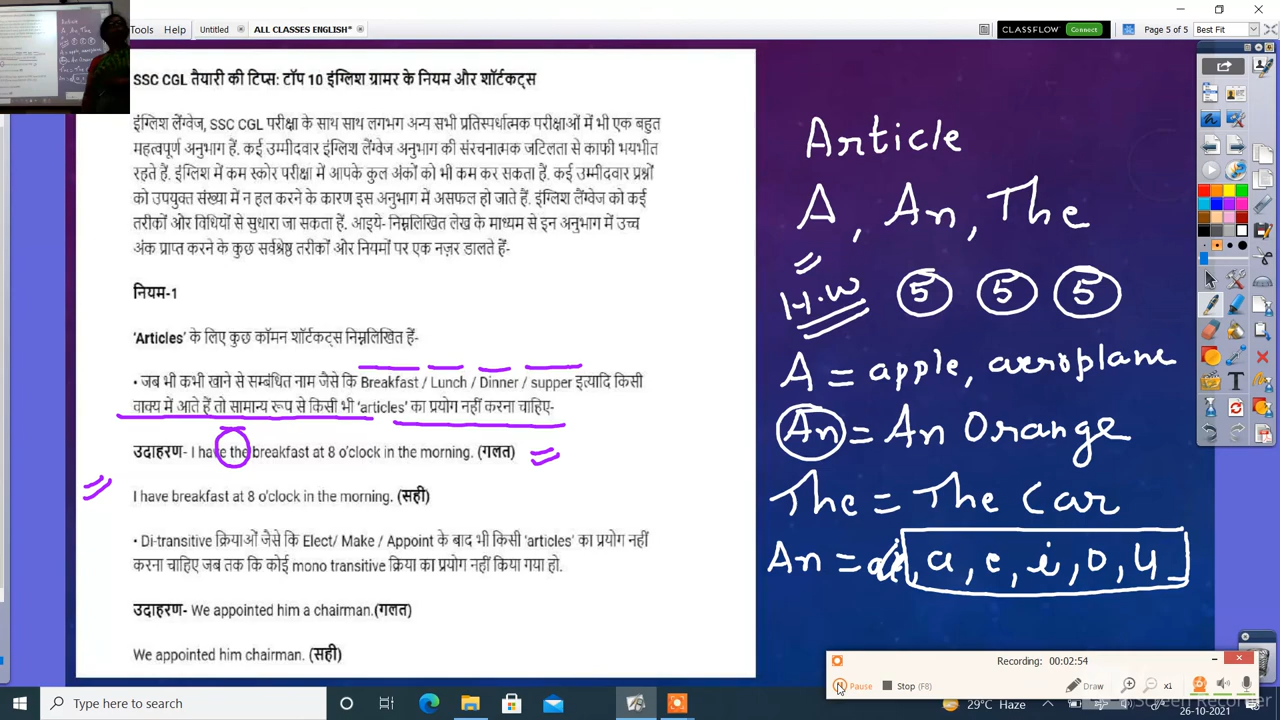 Tools Help Untitled ALL CLASSES ENGLISH* CLASSFLOW Connect Page 5 of 5 Best Fit
SSC CGL तैयारी की टिप्स: टॉप 10 इंग्लिश ग्रामर के नियम और शॉर्टकट्स
इंग्लिश लैंग्वेज, SSC CGL परीक्षा के साथ साथ लगभग अन्य सभी प्रतिस्पर्धात्मक परीक्षाओं में भी एक बहुत
महत्वपूर्ण अनुभाग हैं. कई उम्मीदवार इंग्लिश लैंग्वेज अनुभाग की संरचनात्मक जटिलता से काफी भयभीत
रहते हैं. इंग्लिश में कम स्कोर परीक्षा में आपके कुल अंकों को भी कम कर सकता हैं. कई उम्मीदवार प्रश्नों
को उपयुक्त संख्या में न हल करने के कारण इस अनुभाग में असफल हो जाते हैं. इंग्लिश लैंग्वेज को कई
तरीकों और विधियों से सुधारा जा सकता हैं. आइये- निम्नलिखित लेख के माध्यम से इन अनुभाग में उच्च
अंक प्राप्त करने के कुछ सर्वश्रेष्ठ तरीकों और नियमों पर एक नज़र डालते हैं-
नियम-1
'Articles' के लिए कुछ कॉमन शॉर्टकट्स निम्नलिखित हैं-
• जब भी कभी खाने से सम्बंधित नाम जैसे कि Breakfast / Lunch / Dinner / supper इत्यादि किसी
वाक्य में आते हैं तो सामान्य रूप से किसी भी 'articles' का प्रयोग नहीं करना चाहिए-
उदाहरण- I have the breakfast at 8 o'clock in the morning. (गलत)
I have breakfast at 8 o'clock in the morning. (सही)
• Di-transitive क्रियाओं जैसे कि Elect/ Make / Appoint के बाद भी किसी 'articles' का प्रयोग नहीं
करना चाहिए जब तक कि कोई mono transitive क्रिया का प्रयोग नहीं किया गया हो.
उदाहरण- We appointed him a chairman.(गलत)
We appointed him chairman. (सही)
Article
A, An, The
H.W 5 5 5
A = apple, aeroplane
An = An Orange
The = The Car
An = a, e, i, o, u
Recording: 00:02:54
Pause Stop (F8) Draw x1
Type here to search
29°C Haze
26-10-2021